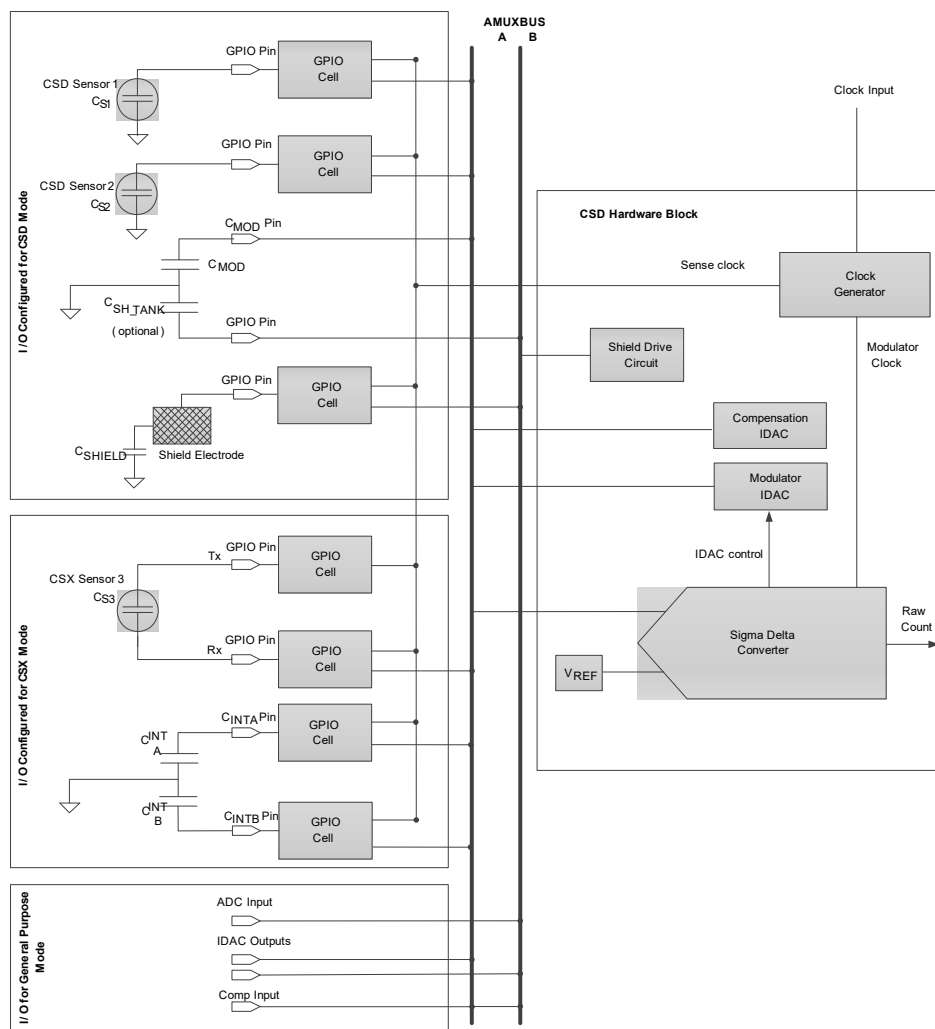 AMUXBUS
A B
I/O Configured for CSD Mode
GPIO Pin
GPIO
Cell
CSD Sensor 1
CS1
GPIO Pin
GPIO
Cell
CSD Sensor 2
CS2
CMOD Pin
CMOD
CSH_TANK
(optional)
GPIO Pin
GPIO Pin
GPIO
Cell
CSHIELD
Shield Electrode
I/O Configured for CSX Mode
Tx
GPIO Pin
GPIO
Cell
CSX Sensor 3
CS3
Rx
GPIO Pin
GPIO
Cell
CINTA Pin
GPIO
Cell
CINT
A
CINT
B
CINTB Pin
GPIO
Cell
I/O for General Purpose
Mode
ADC Input
IDAC Outputs
Comp Input
Clock Input
CSD Hardware Block
Sense clock
Clock
Generator
Modulator
Clock
Shield Drive
Circuit
Compensation
IDAC
Modulator
IDAC
IDAC control
Sigma Delta
Converter
Raw
Count
VREF